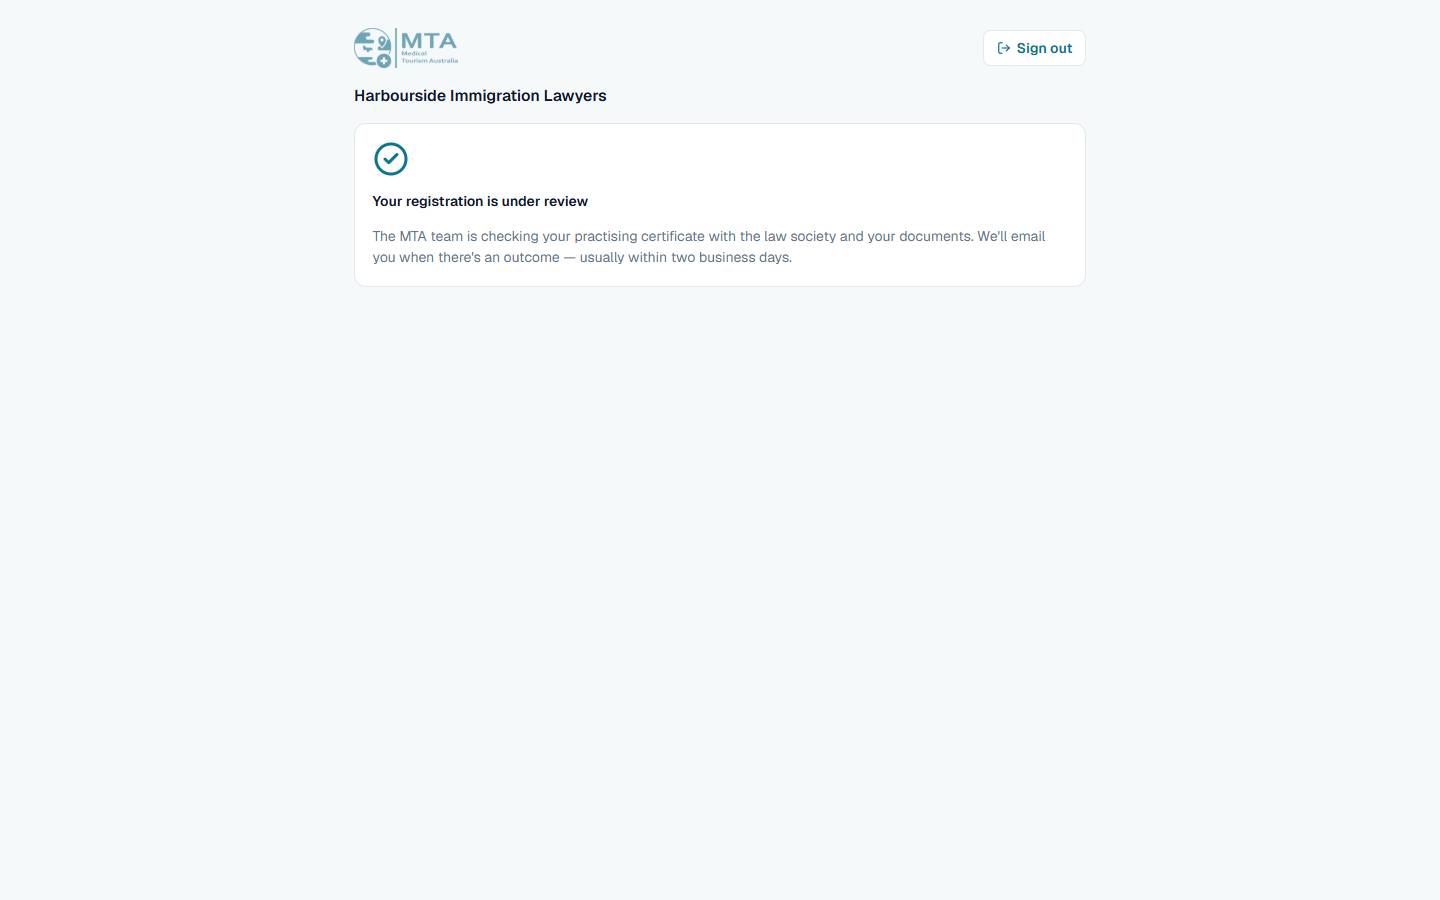 MTA
Medical
Tourism Australia
Sign out
Harbourside Immigration Lawyers
Your registration is under review
The MTA team is checking your practising certificate with the law society and your documents. We'll email
you when there's an outcome — usually within two business days.